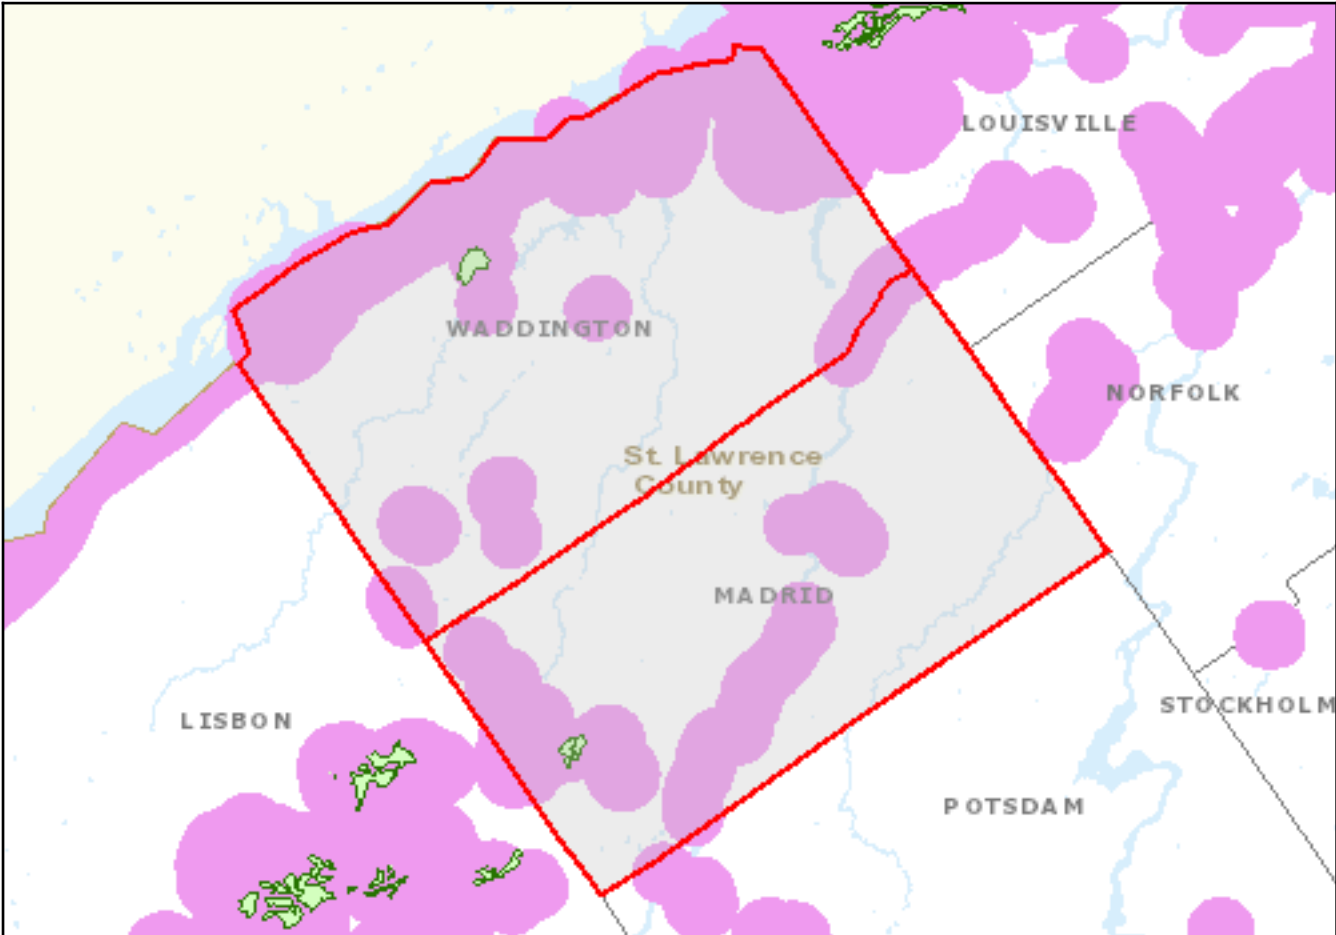 LOUISVILLE
WADDINGTON
NORFOLK
St. Lawrence
County
MADRID
STOCKHOLM
LISBON
POTSDAM